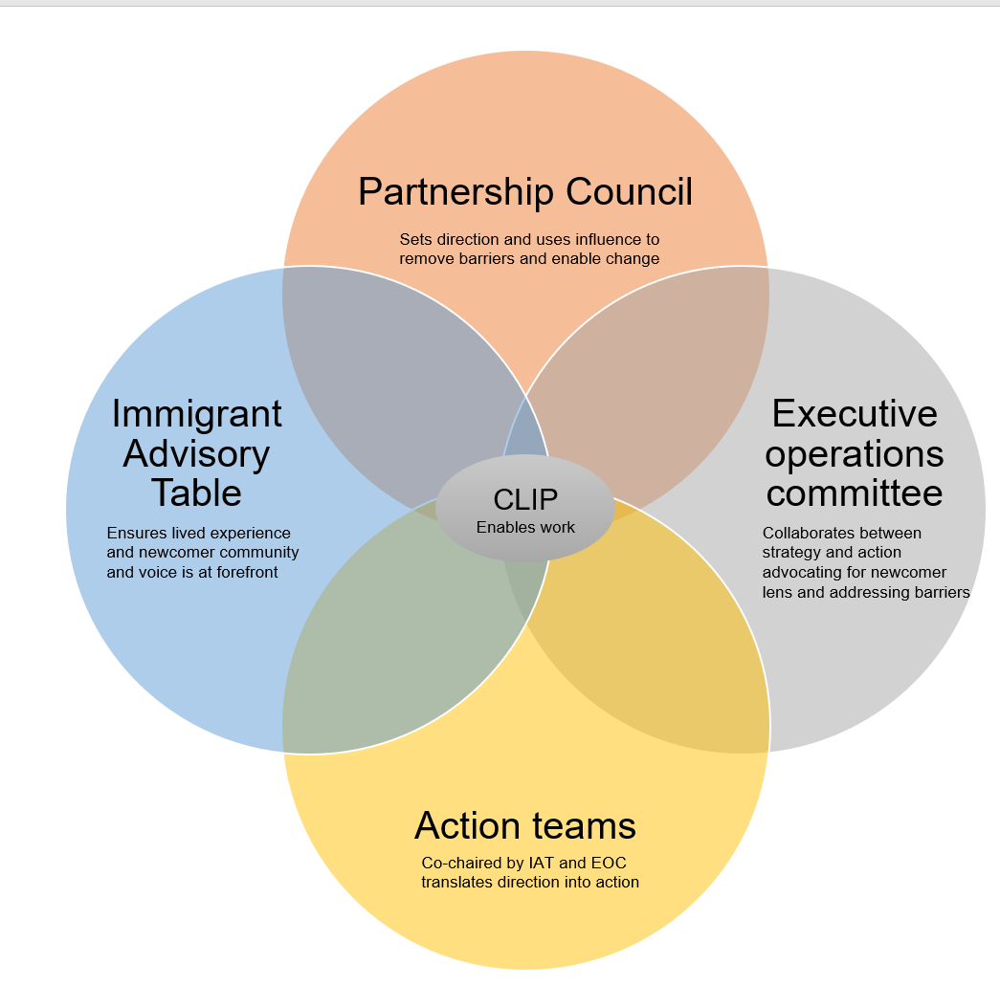 Partnership Council
Sets direction and uses influence to
remove barriers and enable change
Immigrant
Advisory
Table
Ensures lived experience
and newcomer community
and voice is at forefront
CLIP
Enables work
Executive
operations
committee
Collaborates between
strategy and action
advocating for newcomer
lens and addressing barriers
Action teams
Co-chaired by IAT and EOC
translates direction into action